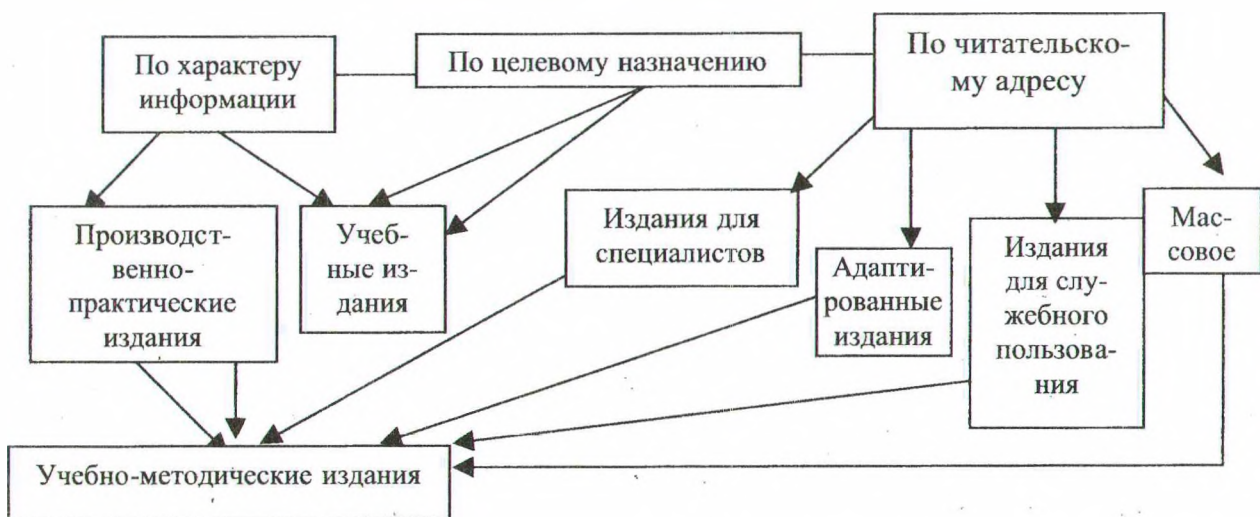 По характеру
информации
По целевому назначению
По читательско-
му адресу
Производст-
венно-
практические
издания
Учеб-
ные из-
дания
Издания для
специалистов
Адапти-
рованные
издания
Издания
для слу-
жебного
пользова-
ния
Мас-
совое
Учебно-методические издания